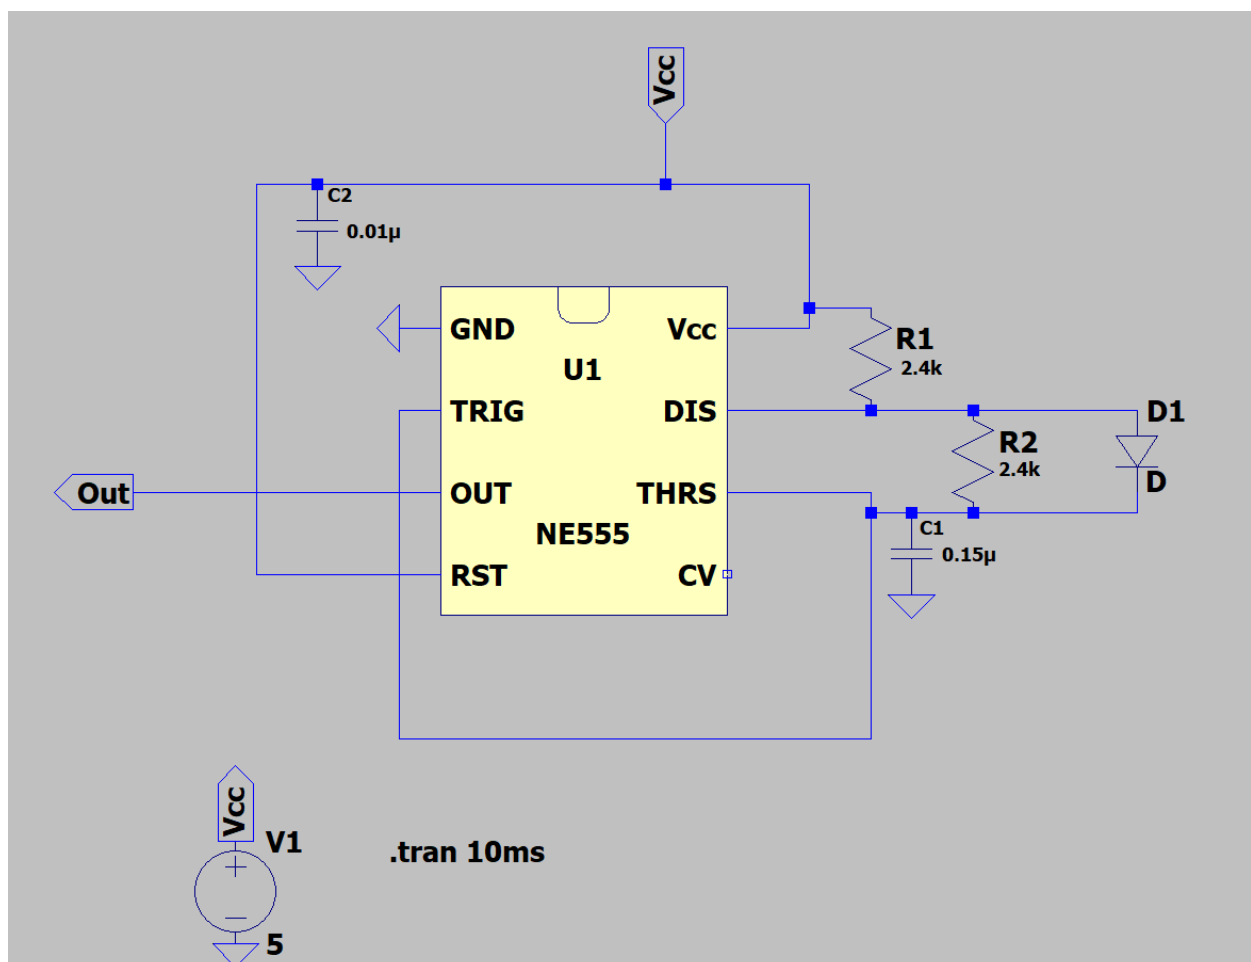 Vcc
C2
0.01µ
GND
Vcc
R1
U1
2.4k
TRIG
DIS
D1
R2
2.4k
D
Out
OUT
THRS
C1
NE555
0.15µ
RST
CV
Vcc
V1
.tran 10ms
5